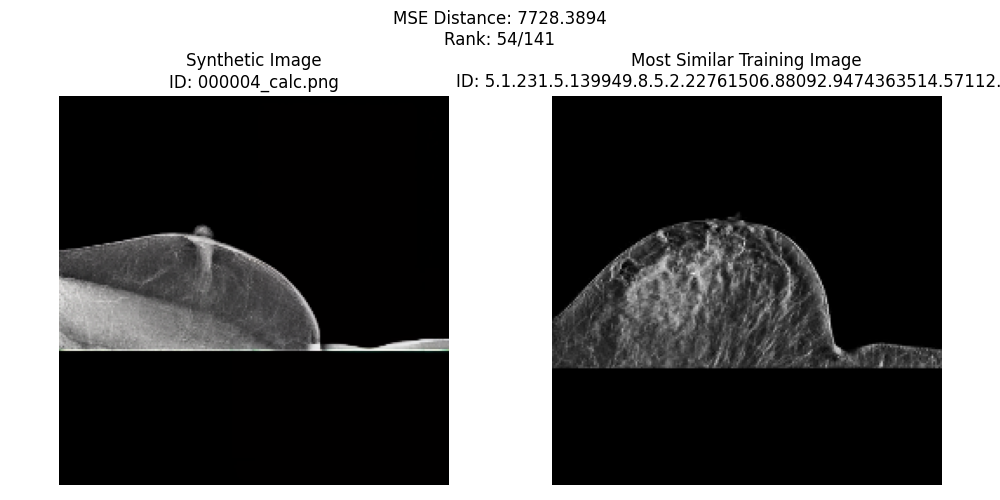 MSE Distance: 7728.3894
Rank: 54/141
Synthetic Image
ID: 000004_calc.png
Most Similar Training Image
ID: 5.1.231.5.139949.8.5.2.22761506.88092.9474363514.57112.